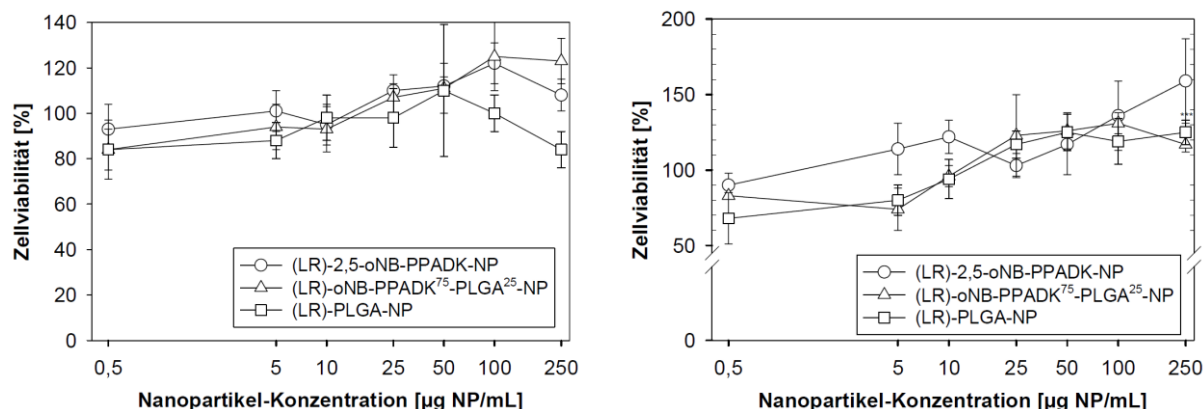 140
120
100
80
60
40
20
0
Zellviabilität [%]
(LR)-2,5-oNB-PPADK-NP
(LR)-oNB-PPADK⁷⁵-PLGA²⁵-NP
(LR)-PLGA-NP
0,5 5 10 25 50 100 250
Nanopartikel-Konzentration [µg NP/mL]
200
150
100
50
0
Zellviabilität [%]
(LR)-2,5-oNB-PPADK-NP
(LR)-oNB-PPADK⁷⁵-PLGA²⁵-NP
(LR)-PLGA-NP
0,5 5 10 25 50 100 250
Nanopartikel-Konzentration [µg NP/mL]